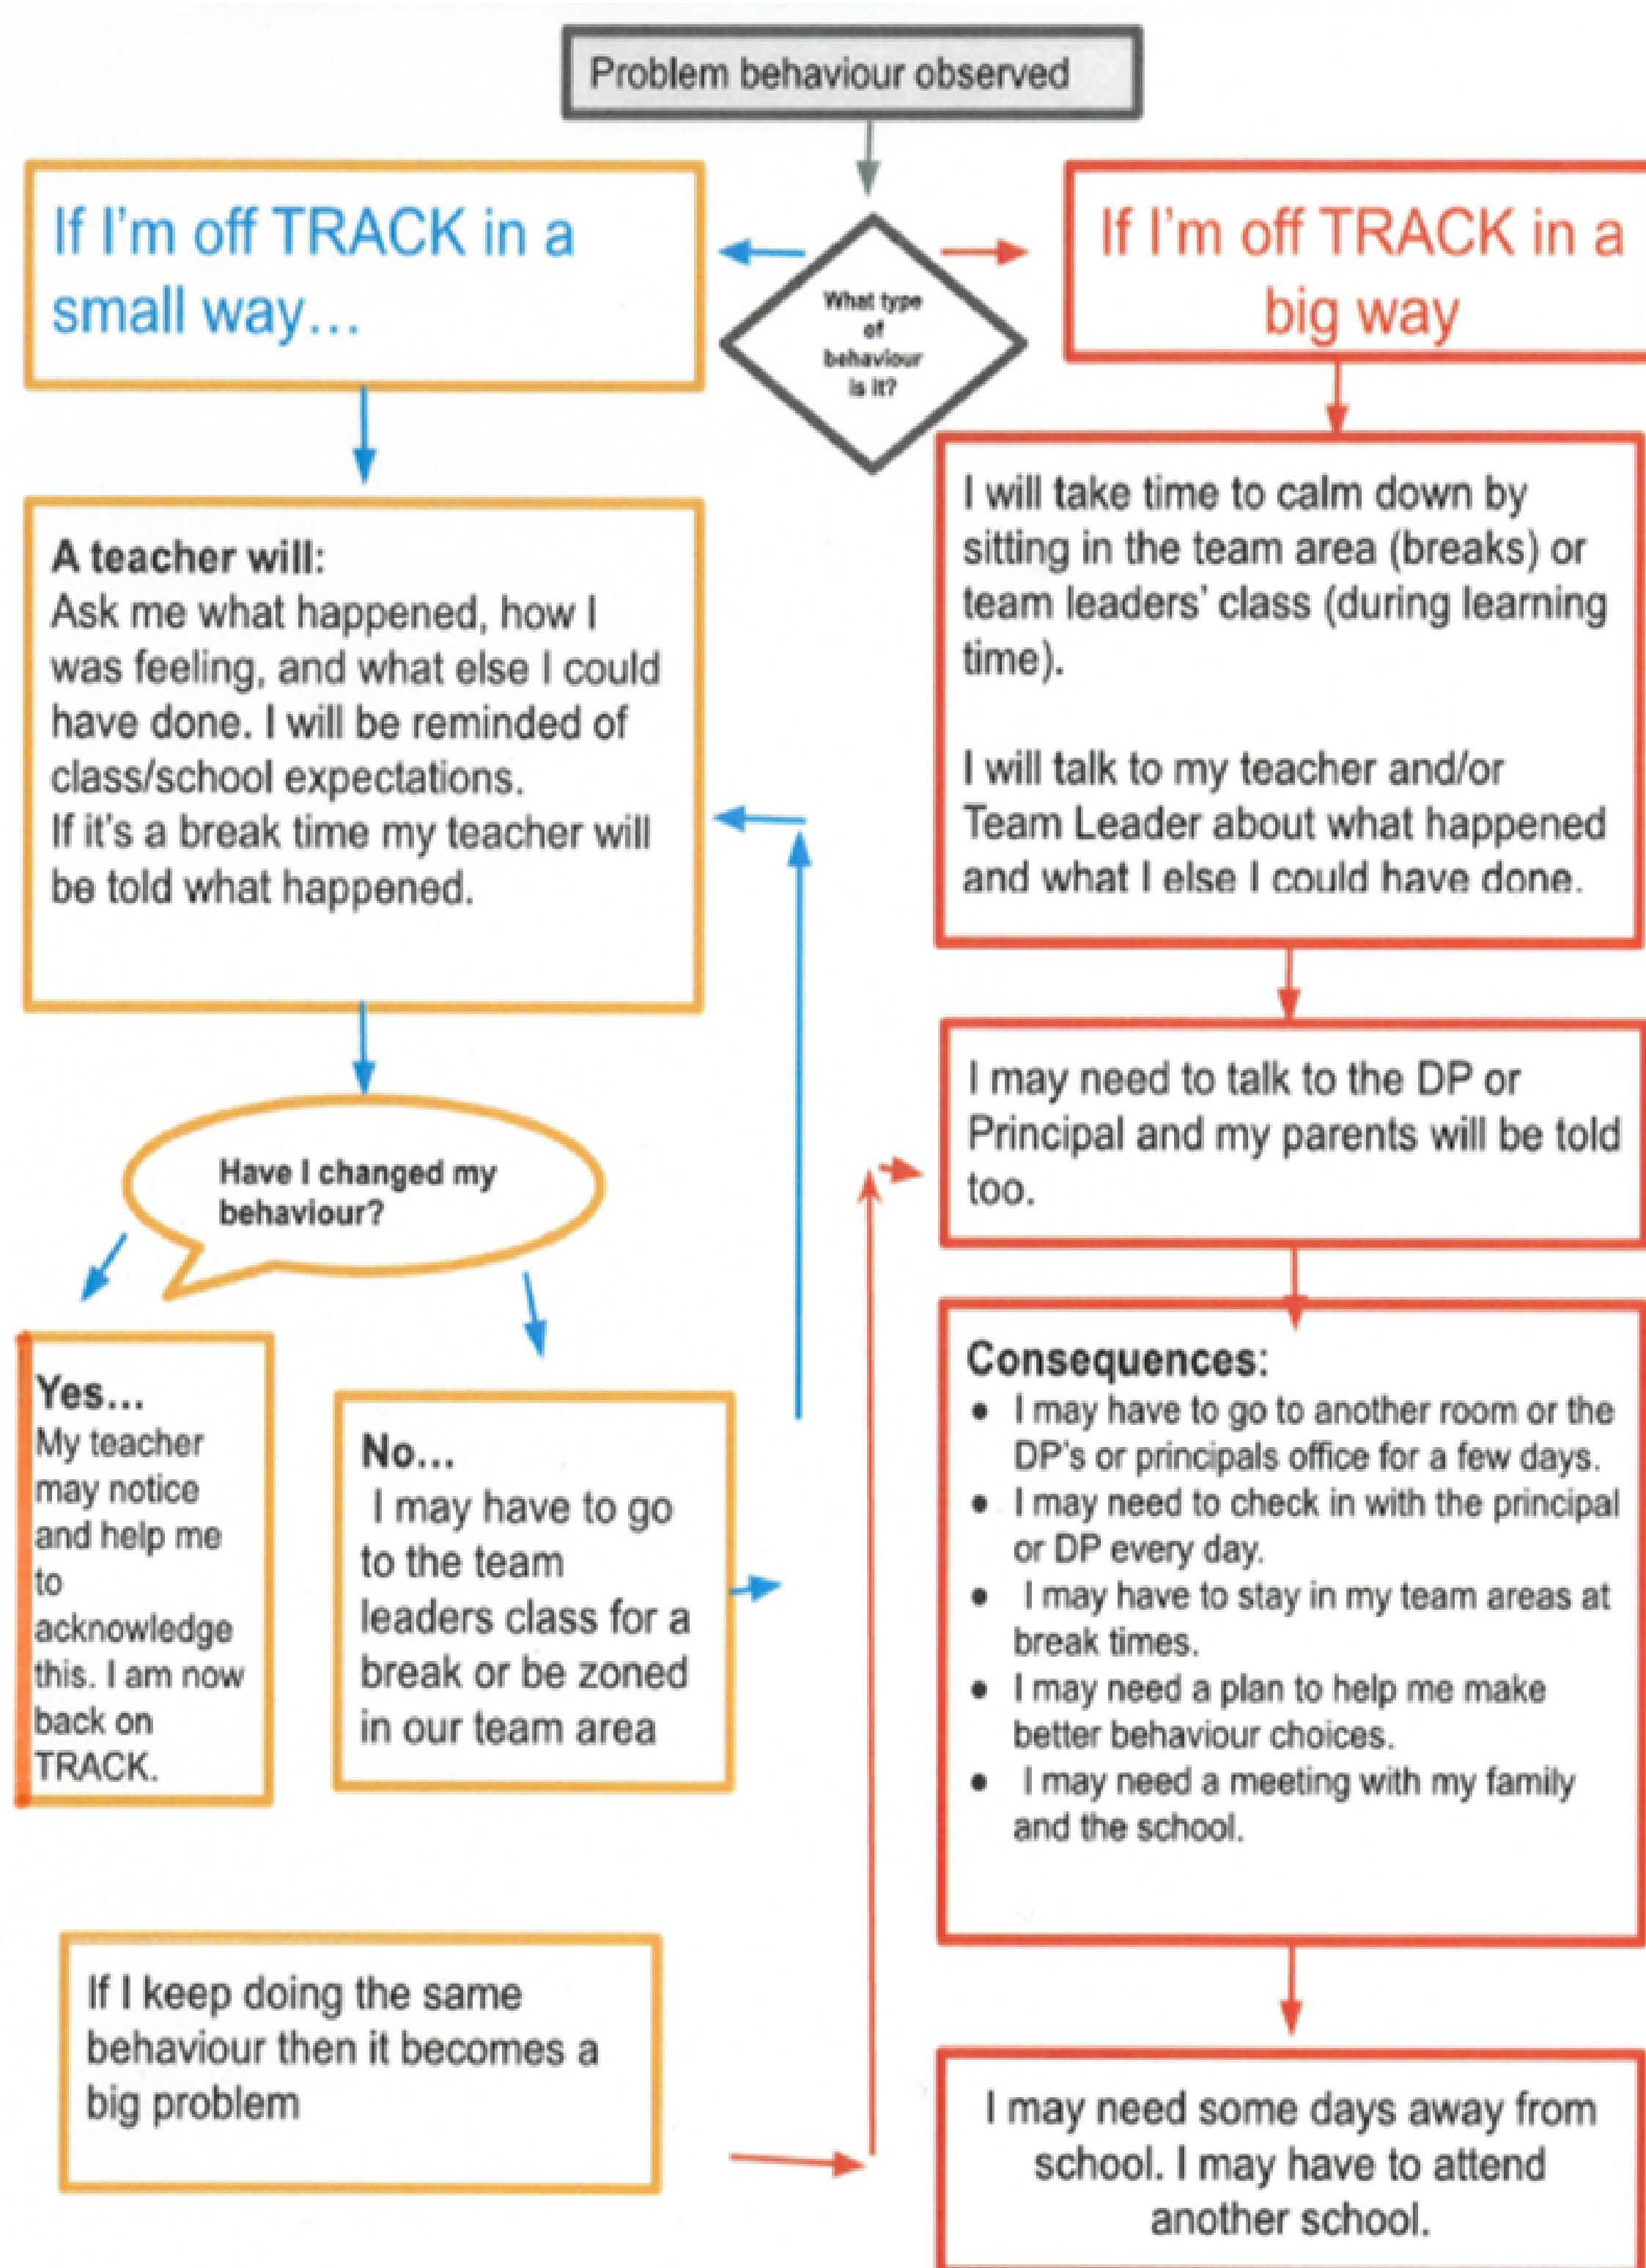 Problem behaviour observed
If I'm off TRACK in a
small way...
What type
of
behaviour
is it?
If I'm off TRACK in a
big way
A teacher will:
Ask me what happened, how I
was feeling, and what else I could
have done. I will be reminded of
class/school expectations.
If it's a break time my teacher will
be told what happened.
Have I changed my
behaviour?
Yes...
My teacher
may notice
and help me
to
acknowledge
this. I am now
back on
TRACK.
No...
I may have to go
to the team
leaders class for a
break or be zoned
in our team area
If I keep doing the same
behaviour then it becomes a
big problem
I will take time to calm down by
sitting in the team area (breaks) or
team leaders' class (during learning
time).
I will talk to my teacher and/or
Team Leader about what happened
and what I else I could have done.
I may need to talk to the DP or
Principal and my parents will be told
too.
Consequences:
• I may have to go to another room or the
DP's or principals office for a few days.
• I may need to check in with the principal
or DP every day.
• I may have to stay in my team areas at
break times.
• I may need a plan to help me make
better behaviour choices.
• I may need a meeting with my family
and the school.
I may need some days away from
school. I may have to attend
another school.